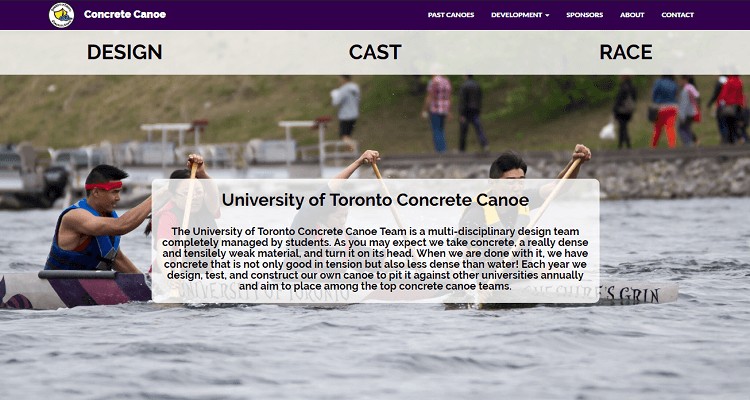 Concrete Canoe
PAST CANOES DEVELOPMENT SPONSORS ABOUT CONTACT
DESIGN CAST RACE
University of Toronto Concrete Canoe
The University of Toronto Concrete Canoe Team is a multi-disciplinary design team
completely managed by students. As you may expect we take concrete, a really dense
and tensilely weak material, and turn it on its head. When we are done with it, we have
concrete that is not only good in tension but also less dense than water! Each year we
design, test, and construct our own canoe to pit it against other universities annually
and aim to place among the top concrete canoe teams.
UNIVERSITY OF TORONTO